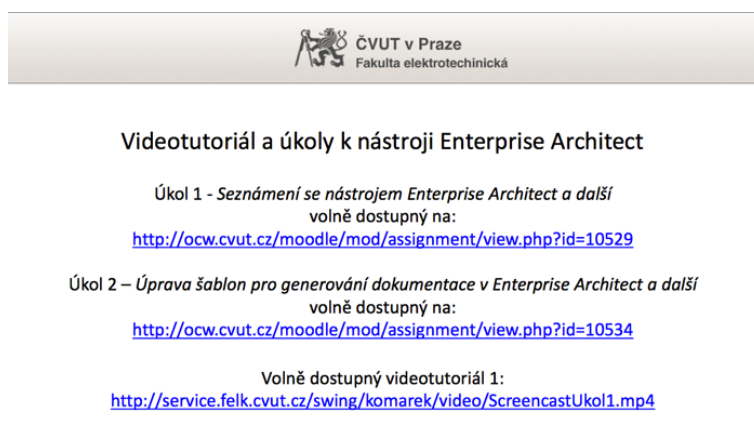 ČVUT v Praze
Fakulta elektrotechinická
Videotutoriál a úkoly k nástroji Enterprise Architect
Úkol 1 - Seznámení se nástrojem Enterprise Architect a další
volně dostupný na:
http://ocw.cvut.cz/moodle/mod/assignment/view.php?id=10529
Úkol 2 – Úprava šablon pro generování dokumentace v Enterprise Architect a další
volně dostupný na:
http://ocw.cvut.cz/moodle/mod/assignment/view.php?id=10534
Volně dostupný videotutoriál 1:
http://service.felk.cvut.cz/swing/komarek/video/ScreencastUkol1.mp4